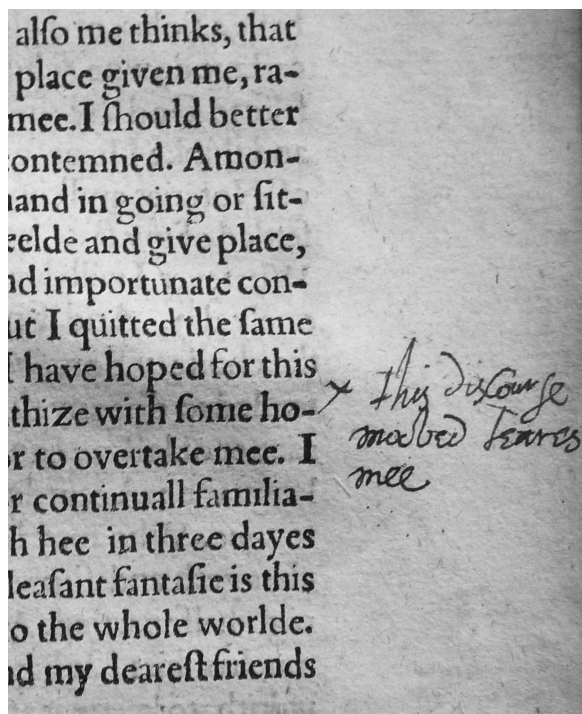 alſo me thinks, that
place given me, ra-
mee. I ſhould better
ontemned. Amon-
and in going or ſit-
eelde and give place,
nd importunate con-
ut I quitted the ſame
I have hoped for this
thize with ſome ho-
r to overtake mee. I
r continuall familia-
h hee in three dayes
leaſant fantaſie is this
o the whole worlde.
nd my deareſt friends
× this discourse
mooved teares
mee